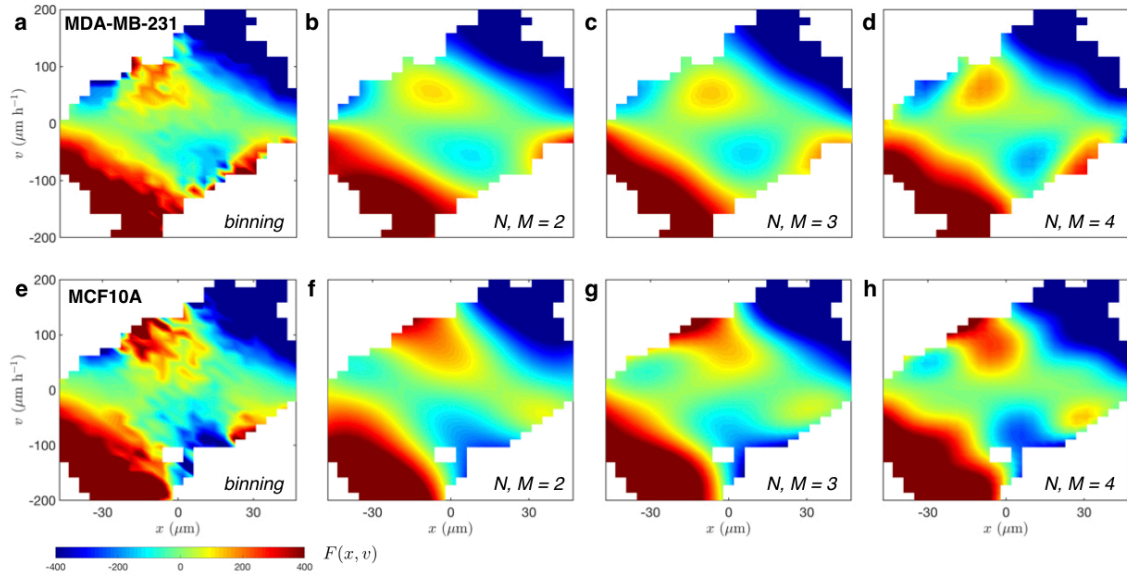 a MDA-MB-231 b c d
200
100
0
-100
-200
v (μm h⁻¹)
binning N, M = 2 N, M = 3 N, M = 4
e MCF10A f g h
200
100
0
-100
-200
v (μm h⁻¹)
binning N, M = 2 N, M = 3 N, M = 4
-30 0 30 -30 0 30 -30 0 30 -30 0 30
x (μm) x (μm) x (μm) x (μm)
F(x, v)
-400 -200 0 200 400